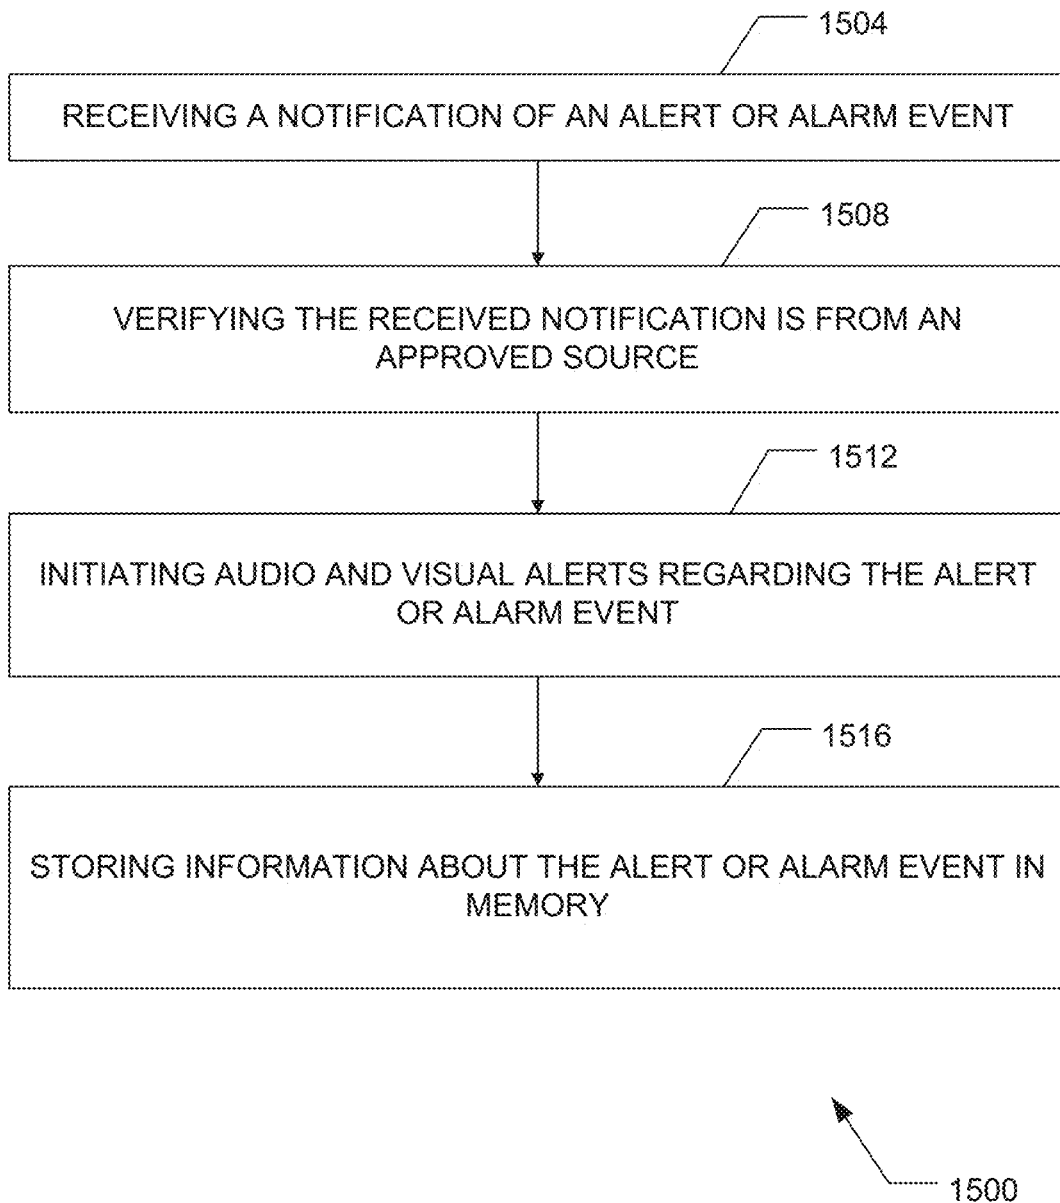 1504
RECEIVING A NOTIFICATION OF AN ALERT OR ALARM EVENT
1508
VERIFYING THE RECEIVED NOTIFICATION IS FROM AN
APPROVED SOURCE
1512
INITIATING AUDIO AND VISUAL ALERTS REGARDING THE ALERT
OR ALARM EVENT
1516
STORING INFORMATION ABOUT THE ALERT OR ALARM EVENT IN
MEMORY
1500